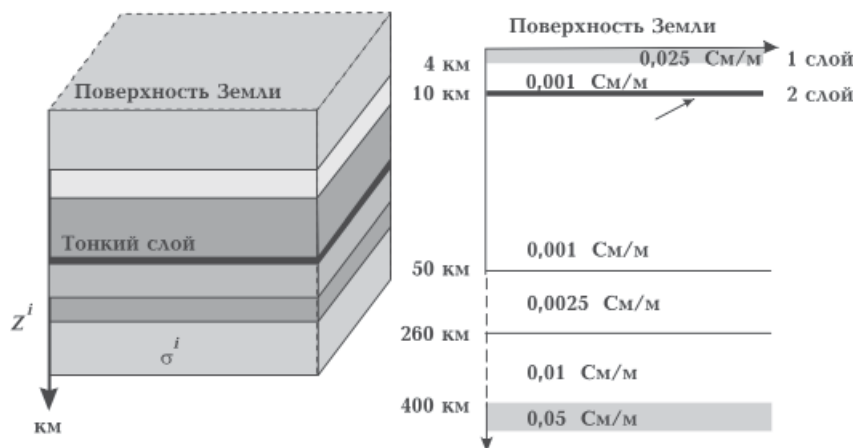 Поверхность Земли
Тонкий слой
Z^i
σ^i
км
Поверхность Земли
0,025 См/м
1 слой
4 км
0,001 См/м
10 км
2 слой
0,001 См/м
50 км
0,0025 См/м
260 км
0,01 См/м
400 км
0,05 См/м